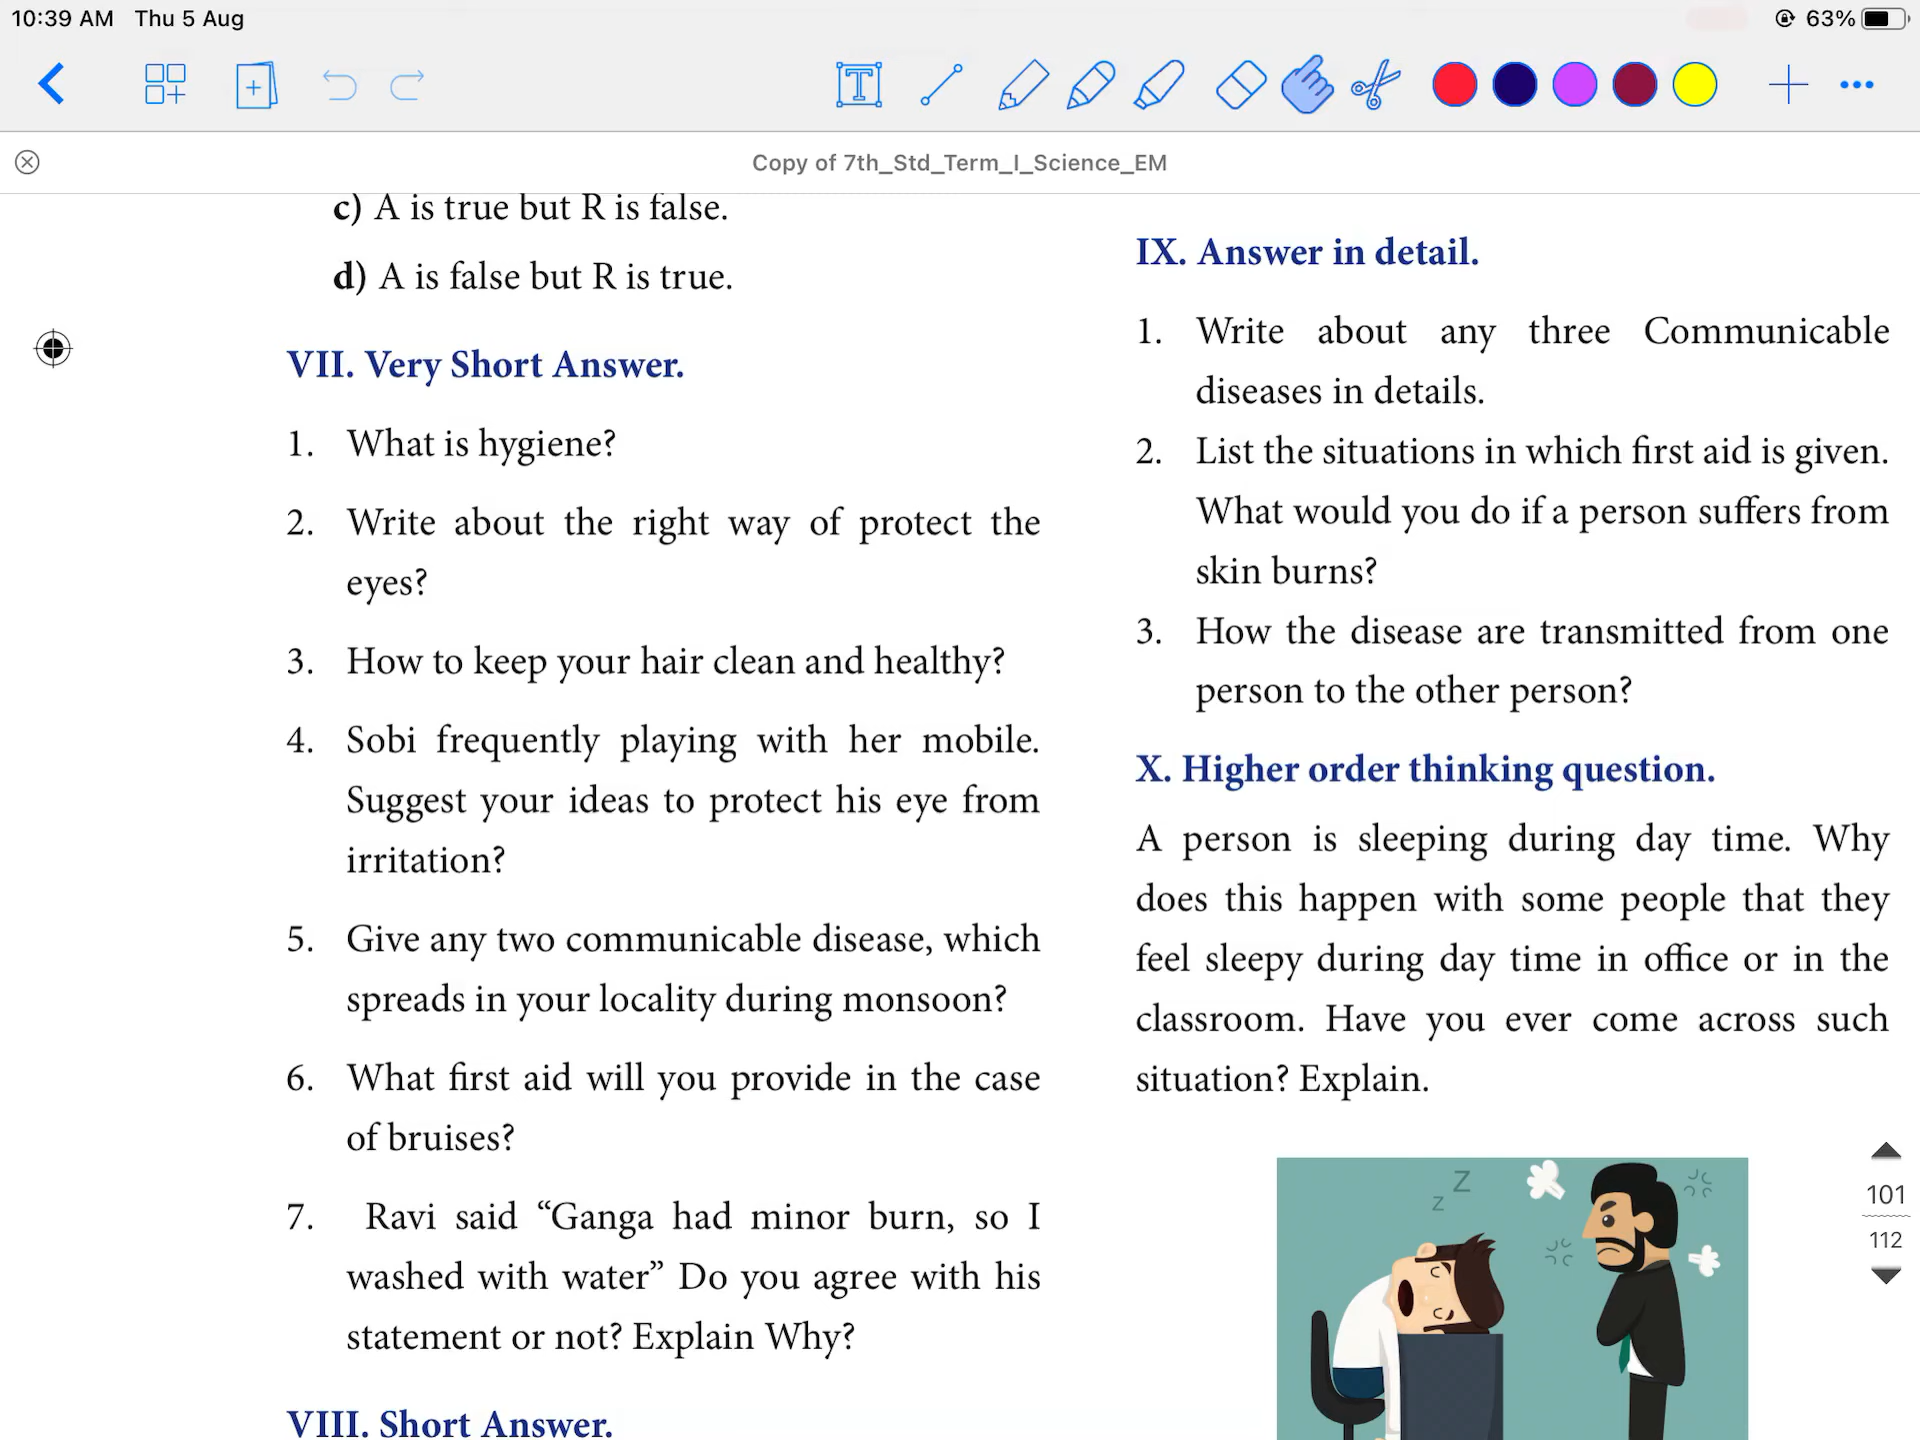 10:39 AM Thu 5 Aug
63%
T
Copy of 7th_Std_Term_I_Science_EM
c) A is true but R is false.
d) A is false but R is true.
VII. Very Short Answer.
1. What is hygiene?
2. Write about the right way of protect the
eyes?
3. How to keep your hair clean and healthy?
4. Sobi frequently playing with her mobile.
Suggest your ideas to protect his eye from
irritation?
5. Give any two communicable disease, which
spreads in your locality during monsoon?
6. What first aid will you provide in the case
of bruises?
7. Ravi said “Ganga had minor burn, so I
washed with water” Do you agree with his
statement or not? Explain Why?
VIII. Short Answer.
IX. Answer in detail.
1. Write about any three Communicable
diseases in details.
2. List the situations in which first aid is given.
What would you do if a person suffers from
skin burns?
3. How the disease are transmitted from one
person to the other person?
X. Higher order thinking question.
A person is sleeping during day time. Why
does this happen with some people that they
feel sleepy during day time in office or in the
classroom. Have you ever come across such
situation? Explain.
z Z
101
112